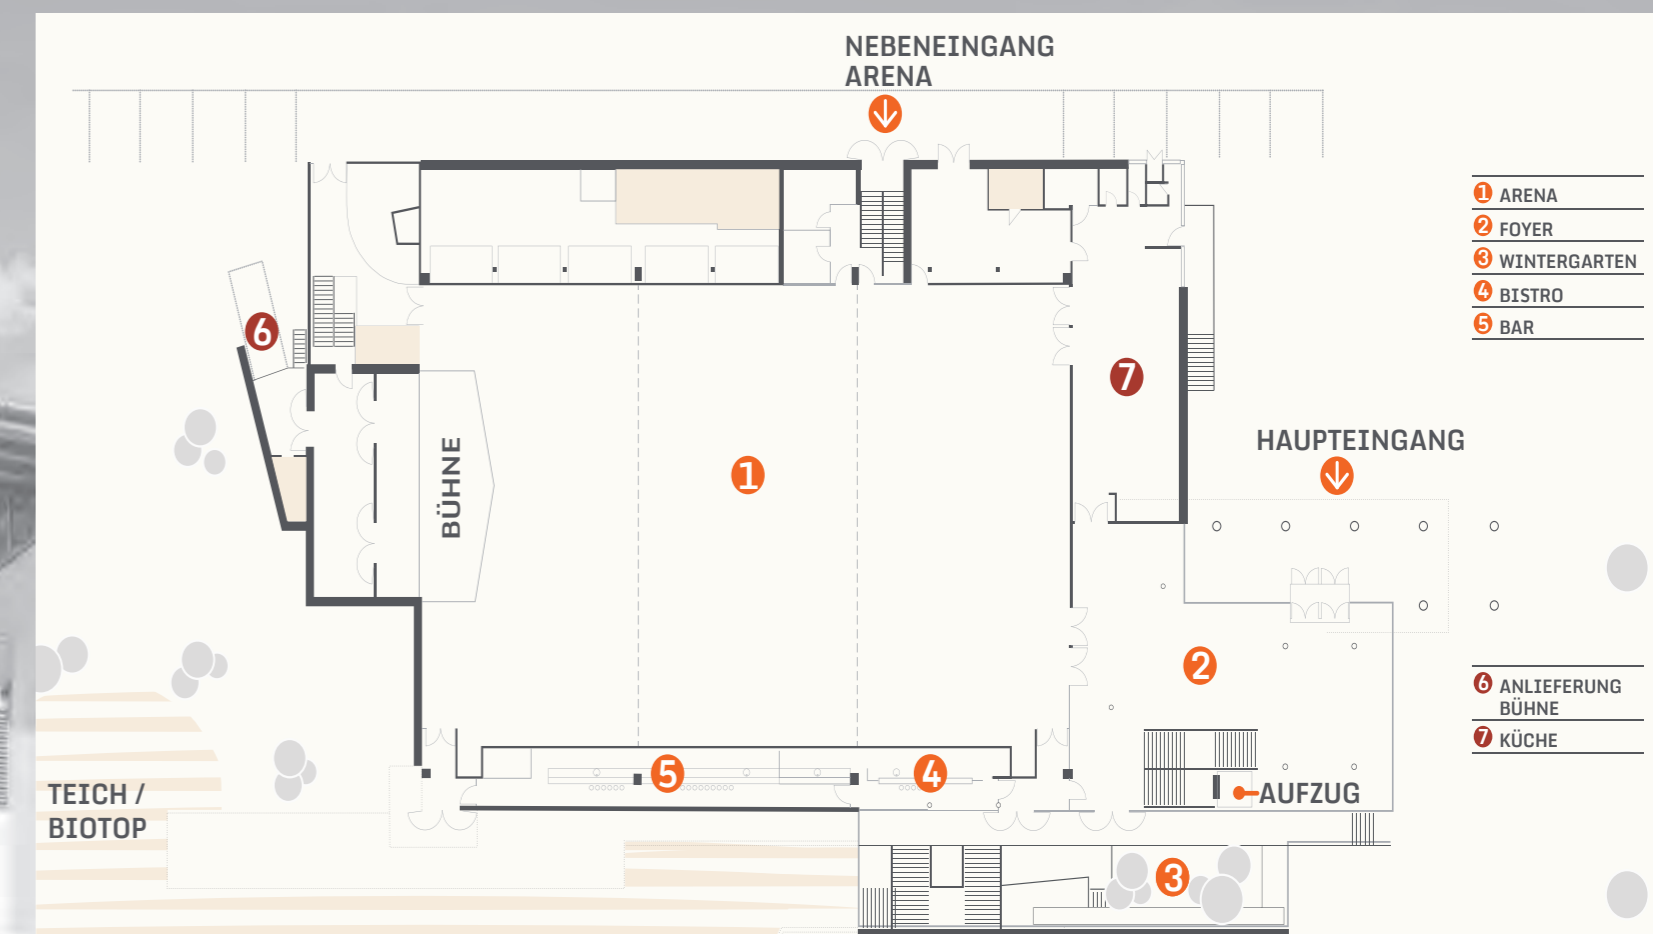 NEBENEINGANG
ARENA
1 ARENA
2 FOYER
3 WINTERGARTEN
4 BISTRO
5 BAR
6
7
HAUPTEINGANG
BÜHNE
1
2
6 ANLIEFERUNG
BÜHNE
7 KÜCHE
5
4
AUFZUG
TEICH /
BIOTOP
3